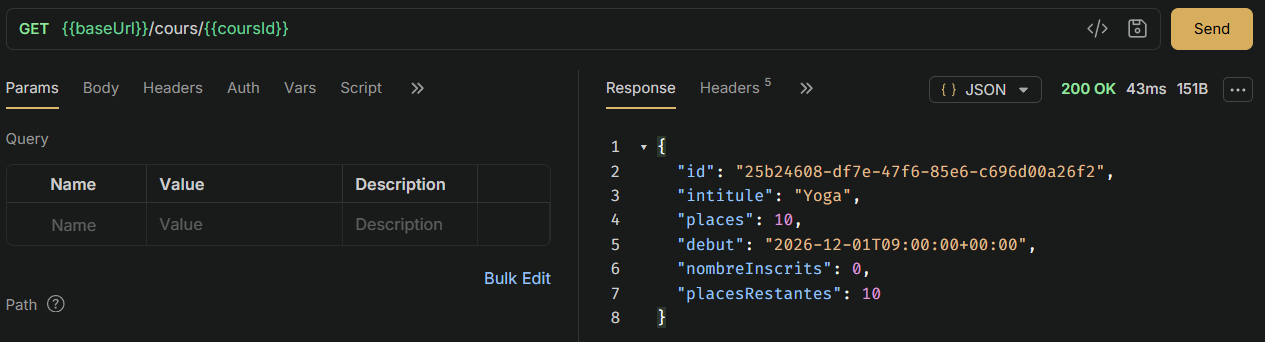 GET {{baseUrl}}/cours/{{coursId}}
Send
Params Body Headers Auth Vars Script
Query
Name Value Description
Name Value Description
Bulk Edit
Path ?
Response Headers 5
{ } JSON 200 OK 43ms 151B
1 {
2 "id": "25b24608-df7e-47f6-85e6-c696d00a26f2",
3 "intitule": "Yoga",
4 "places": 10,
5 "debut": "2026-12-01T09:00:00+00:00",
6 "nombreInscrits": 0,
7 "placesRestantes": 10
8 }